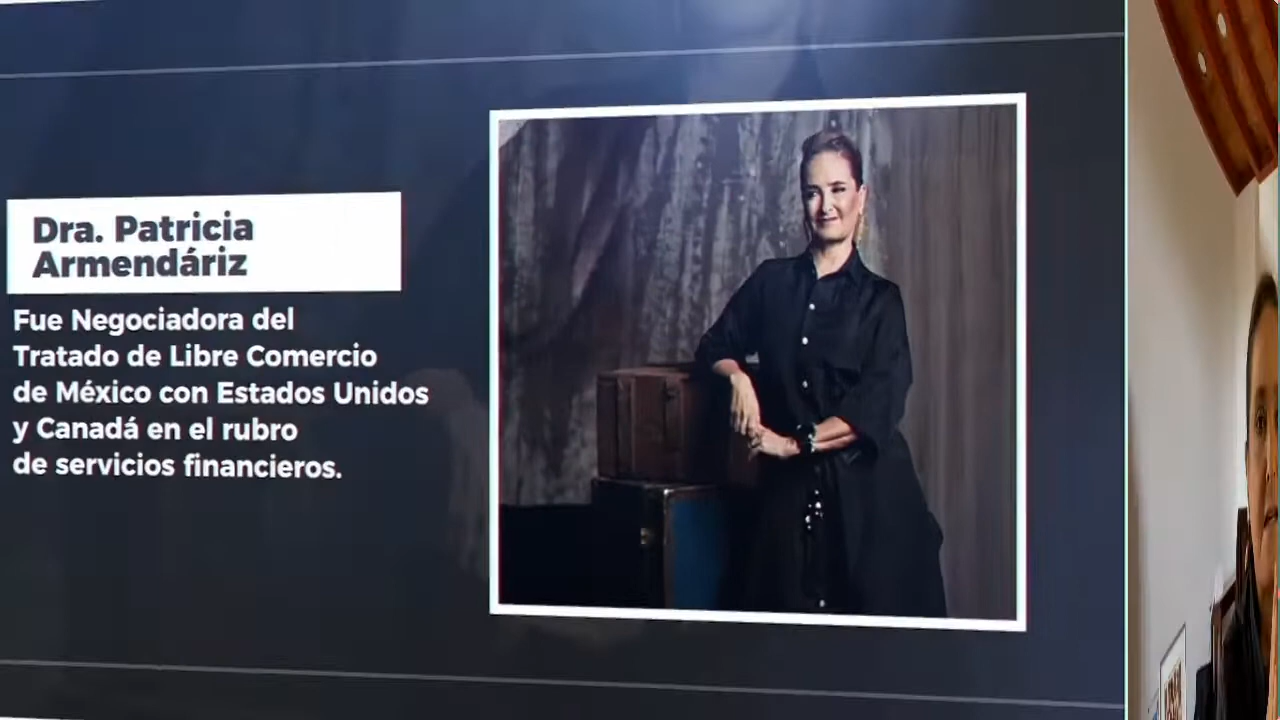 Dra. Patricia
Armendáriz
Fue Negociadora del
Tratado de Libre Comercio
de México con Estados Unidos
y Canadá en el rubro
de servicios financieros.